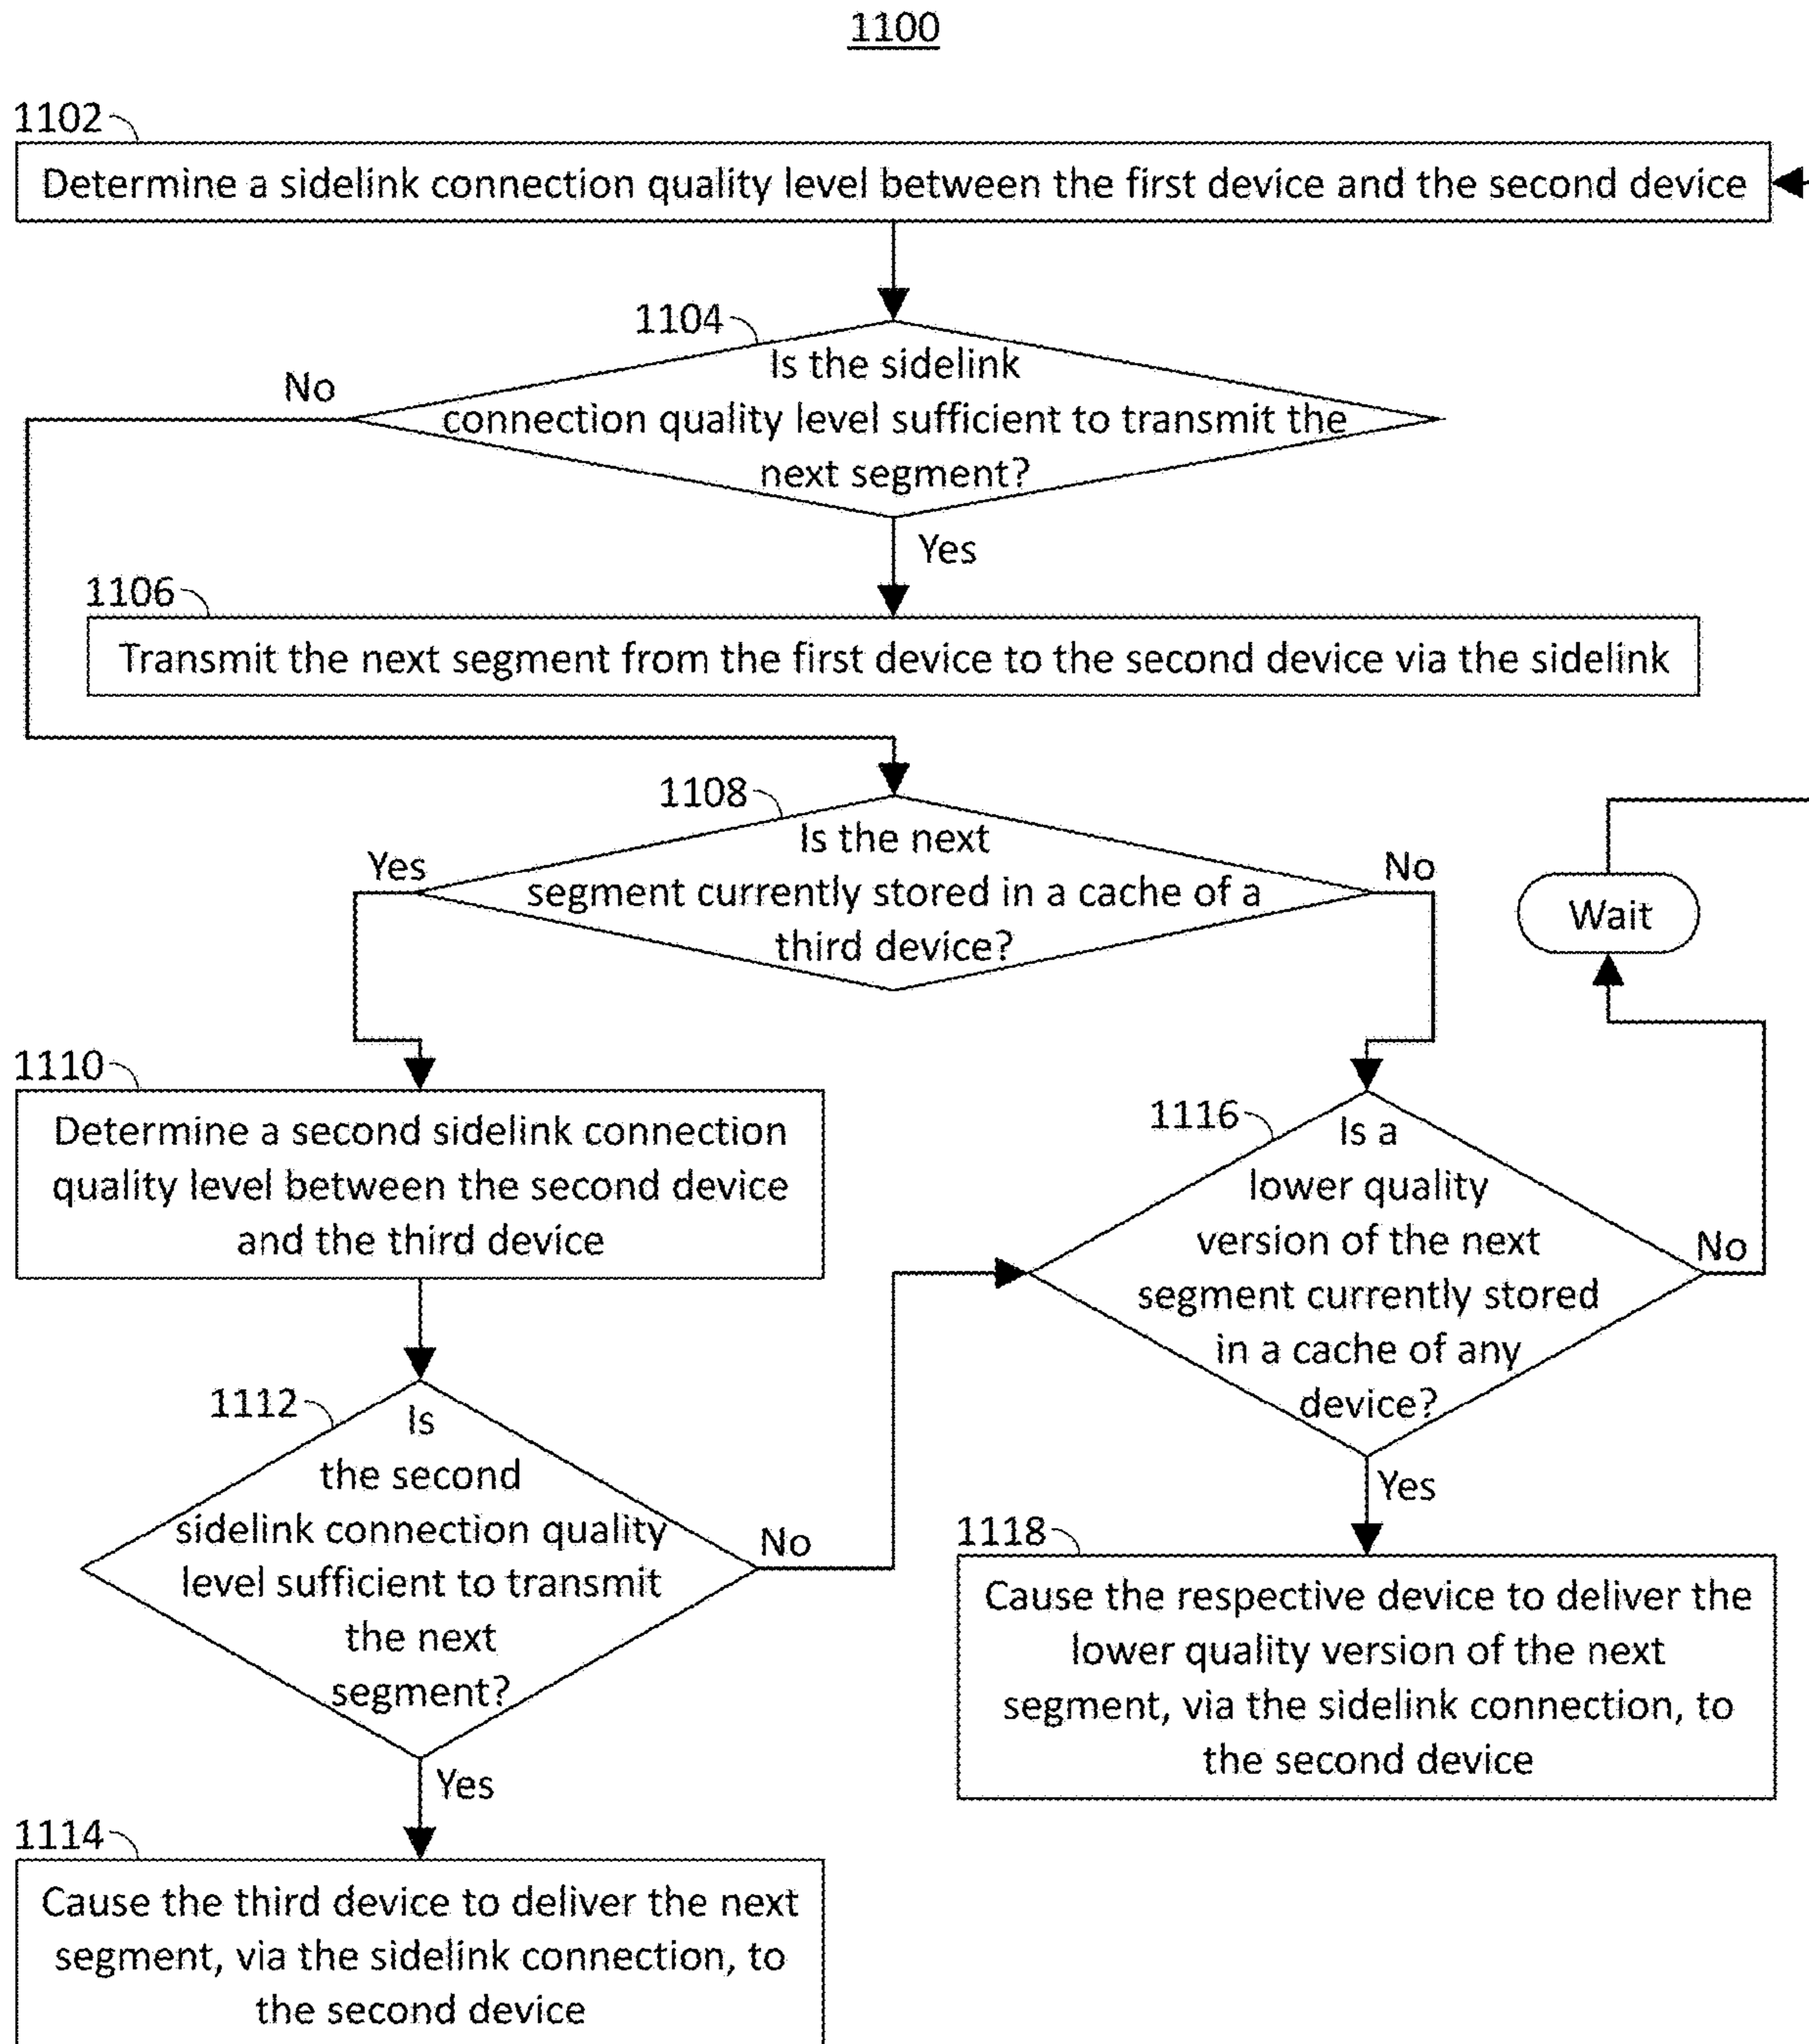 1100
1102
Determine a sidelink connection quality level between the first device and the second device
1104
Is the sidelink
connection quality level sufficient to transmit the
next segment?
No
Yes
1106
Transmit the next segment from the first device to the second device via the sidelink
1108
Is the next
segment currently stored in a cache of a
third device?
Yes
No
Wait
1110
Determine a second sidelink connection
quality level between the second device
and the third device
1116
Is a
lower quality
version of the next
segment currently stored
in a cache of any
device?
No
Yes
1112
Is
the second
sidelink connection quality
level sufficient to transmit
the next
segment?
No
Yes
1118
Cause the respective device to deliver the
lower quality version of the next
segment, via the sidelink connection, to
the second device
1114
Cause the third device to deliver the next
segment, via the sidelink connection, to
the second device